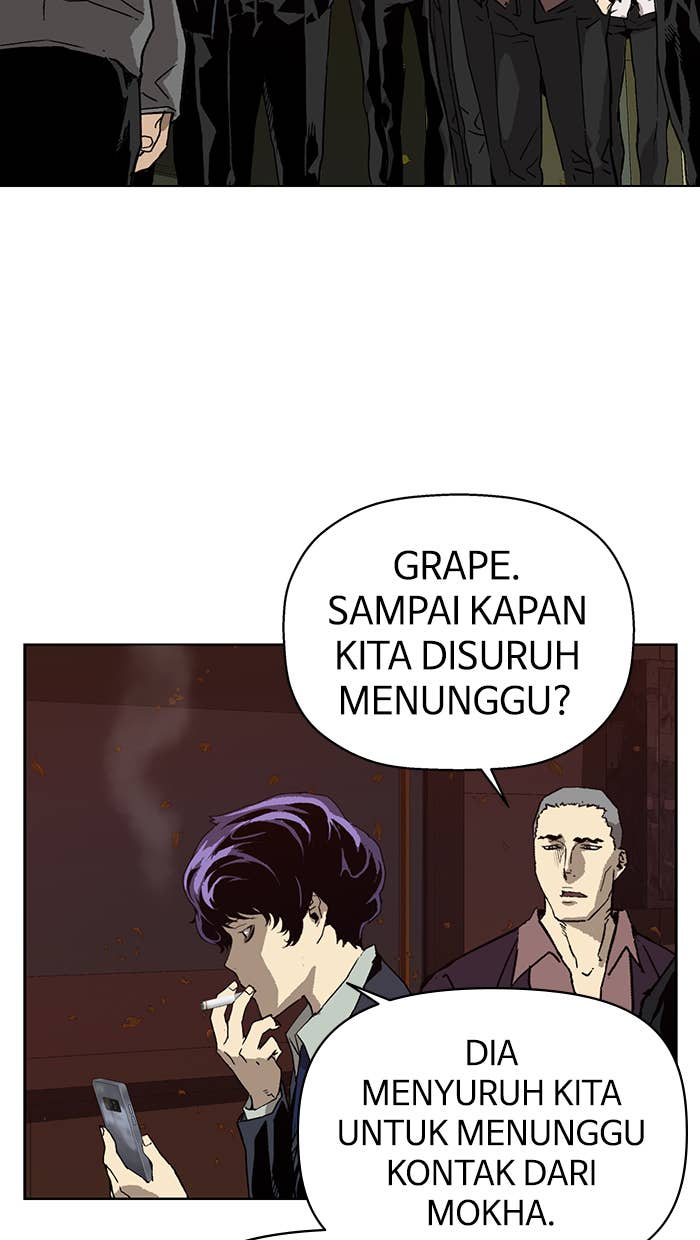 GRAPE.
SAMPAI KAPAN
KITA DISURUH
MENUNGGU?
DIA
MENYURUH KITA
UNTUK MENUNGGU
KONTAK DARI
MOKHA.